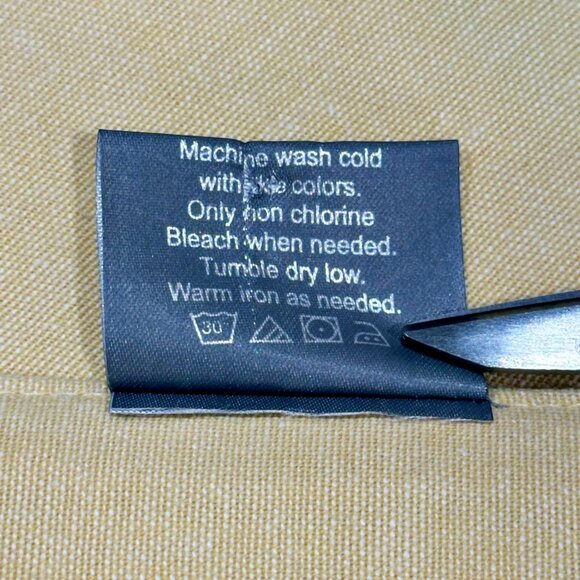 Machine wash cold
with like colors.
Only non chlorine
Bleach when needed.
Tumble dry low.
Warm iron as needed.
30